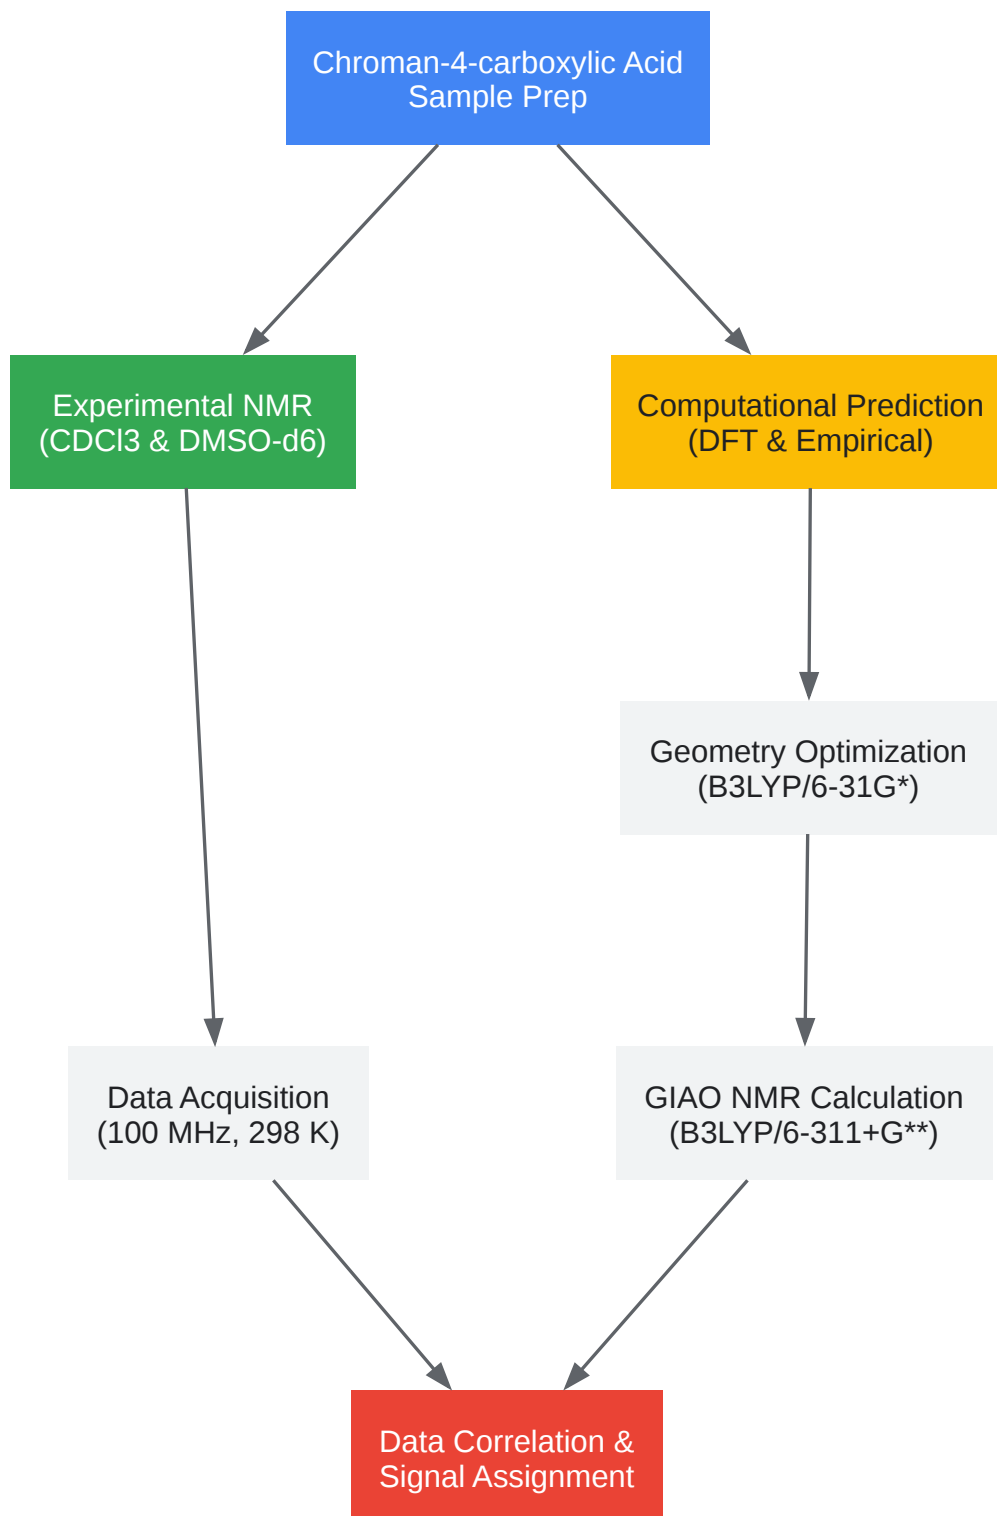 Chroman-4-carboxylic Acid
Sample Prep
Experimental NMR
(CDCl3 & DMSO-d6)
Computational Prediction
(DFT & Empirical)
Geometry Optimization
(B3LYP/6-31G*)
Data Acquisition
(100 MHz, 298 K)
GIAO NMR Calculation
(B3LYP/6-311+G**)
Data Correlation &
Signal Assignment